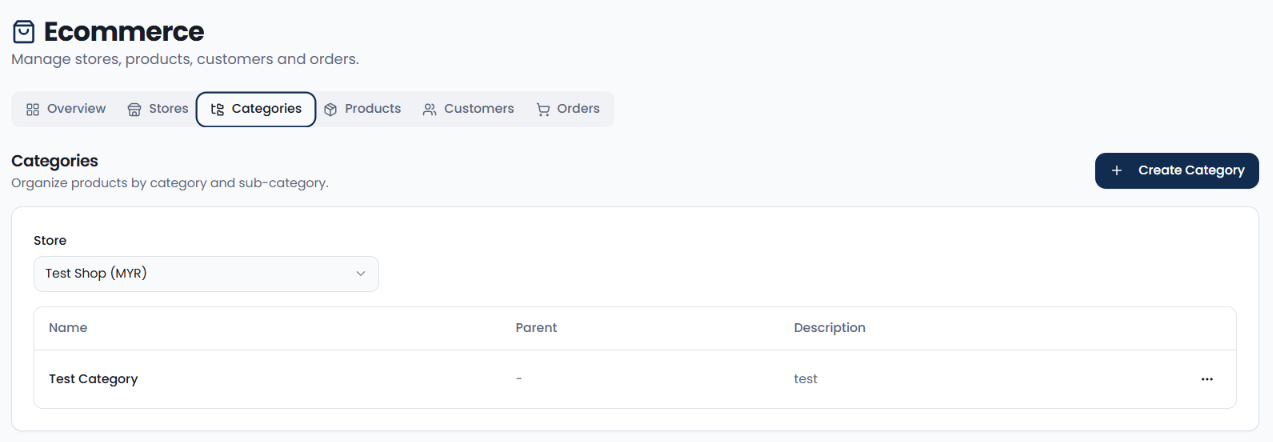 Ecommerce
Manage stores, products, customers and orders.
Overview Stores Categories Products Customers Orders
Categories
Organize products by category and sub-category.
+ Create Category
Store
Test Shop (MYR)
Name Parent Description
Test Category - test ...